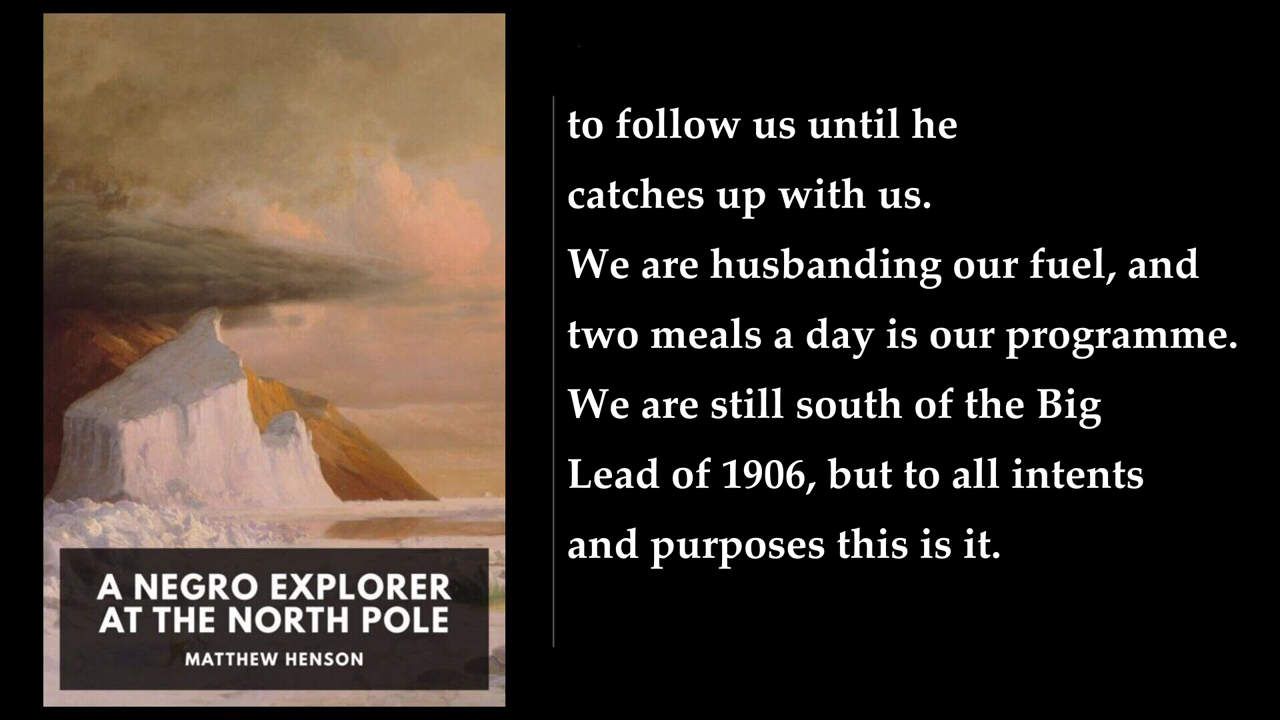 A NEGRO EXPLORER
AT THE NORTH POLE
MATTHEW HENSON
to follow us until he
catches up with us.
We are husbanding our fuel, and
two meals a day is our programme.
We are still south of the Big
Lead of 1906, but to all intents
and purposes this is it.